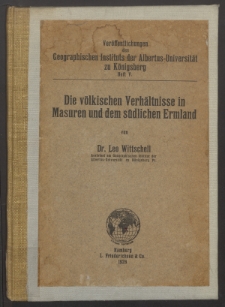 Veröffentlichungen
des
Geographischen Instituts der Albertus-Universität
zu Königsberg
Heft V.
Die völkischen Verhältnisse in
Masuren und dem südlichen Ermland
von
Dr. Leo Wittschell
Hamburg
L. Friederichsen & Co.